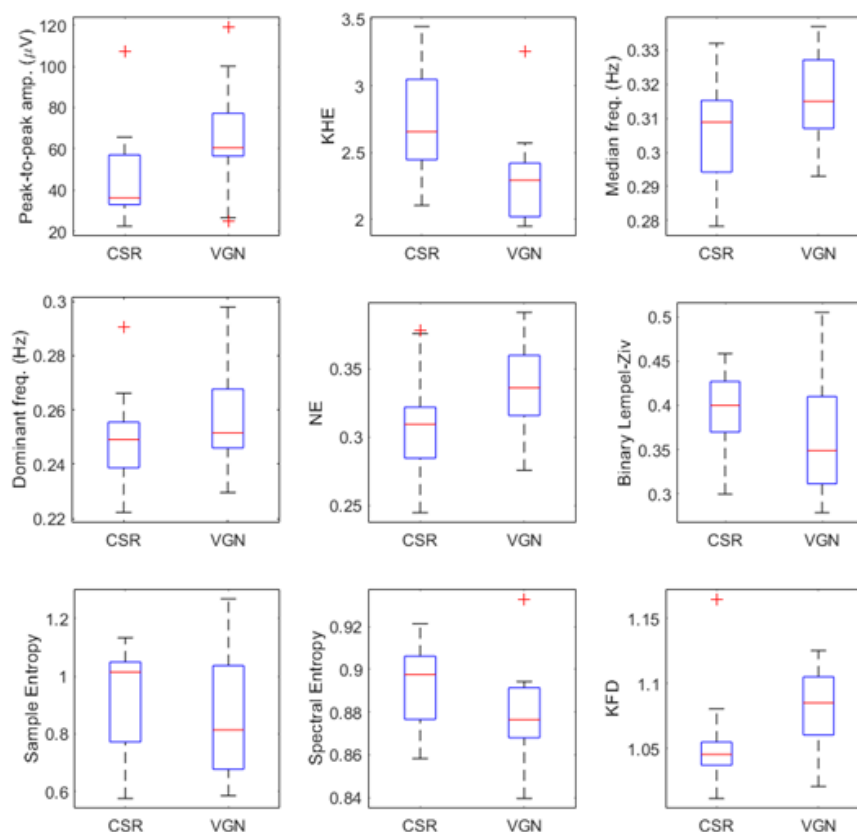 Peak-to-peak amp. (μV)
120
100
80
60
40
20
CSR VGN
KHE
3.5
3
2.5
2
CSR VGN
Median freq. (Hz)
0.33
0.32
0.31
0.3
0.29
0.28
CSR VGN
Dominant freq. (Hz)
0.3
0.28
0.26
0.24
0.22
CSR VGN
NE
0.35
0.3
0.25
CSR VGN
Binary Lempel-Ziv
0.5
0.45
0.4
0.35
0.3
CSR VGN
Sample Entropy
1.2
1
0.8
0.6
CSR VGN
Spectral Entropy
0.92
0.9
0.88
0.86
0.84
CSR VGN
KFD
1.15
1.1
1.05
CSR VGN